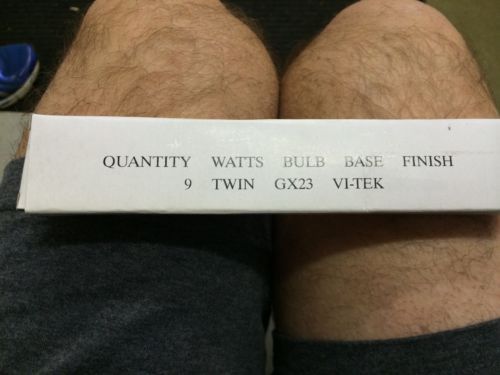 QUANTITY WATTS BULB BASE FINISH
9 TWIN GX23 VI-TEK